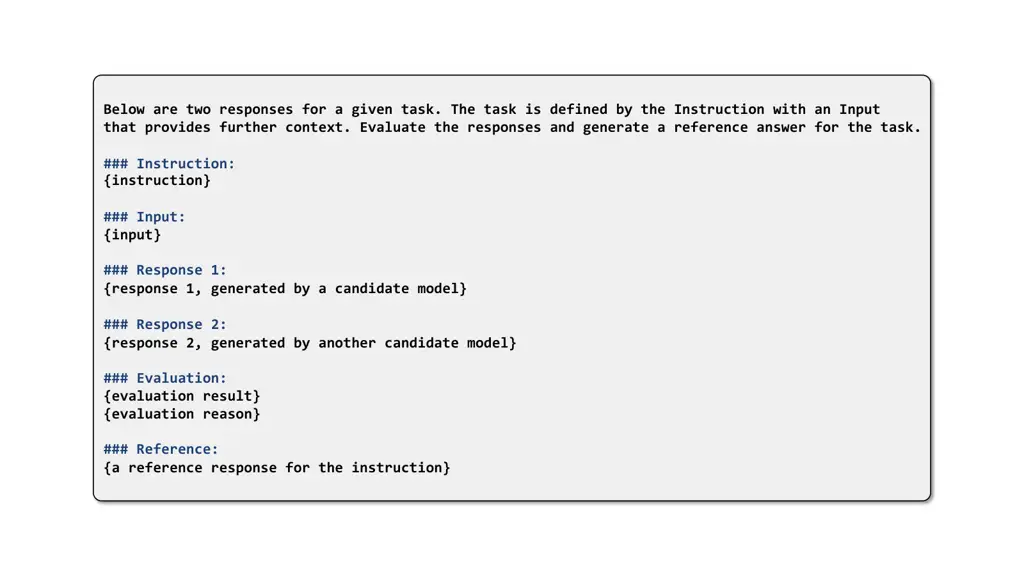 Below are two responses for a given task. The task is defined by the Instruction with an Input
that provides further context. Evaluate the responses and generate a reference answer for the task.
### Instruction:
{instruction}
### Input:
{input}
### Response 1:
{response 1, generated by a candidate model}
### Response 2:
{response 2, generated by another candidate model}
### Evaluation:
{evaluation result}
{evaluation reason}
### Reference:
{a reference response for the instruction}